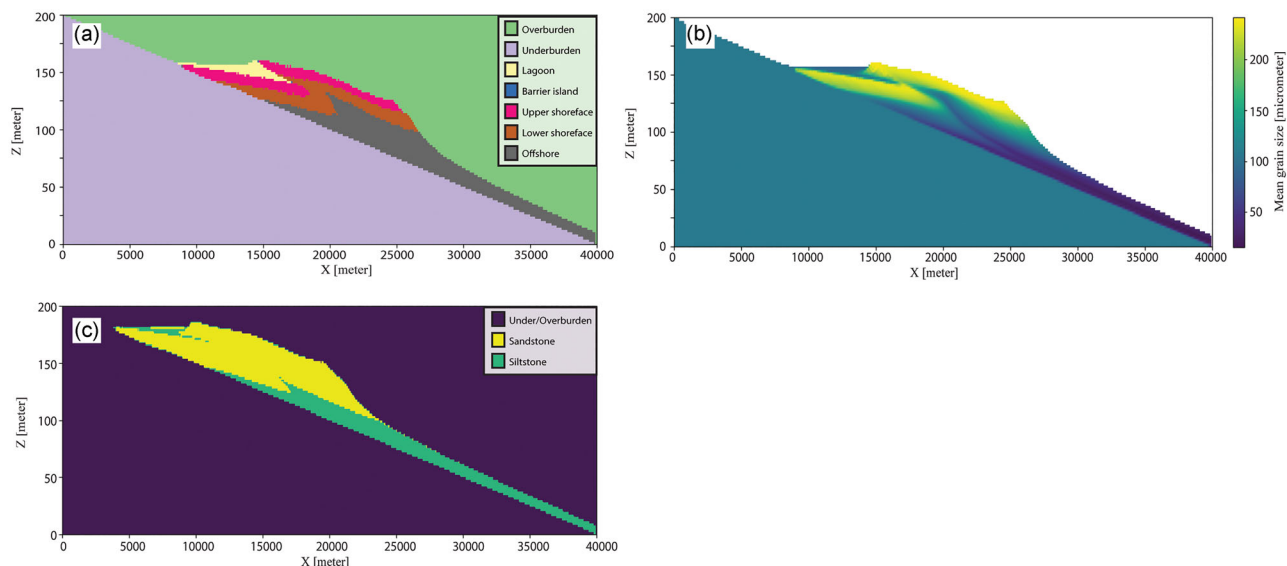 (a)
Z [meter]
200
150
100
50
0
0 5000 10000 15000 20000 25000 30000 35000 40000
X [meter]
Overburden
Underburden
Lagoon
Barrier island
Upper shoreface
Lower shoreface
Offshore
(b)
Z [meter]
200
150
100
50
0
0 5000 10000 15000 20000 25000 30000 35000 40000
X [meter]
200
150
100
50
Mean grain size [micrometer]
(c)
Z [meter]
200
150
100
50
0
0 5000 10000 15000 20000 25000 30000 35000 40000
X [meter]
Under/Overburden
Sandstone
Siltstone